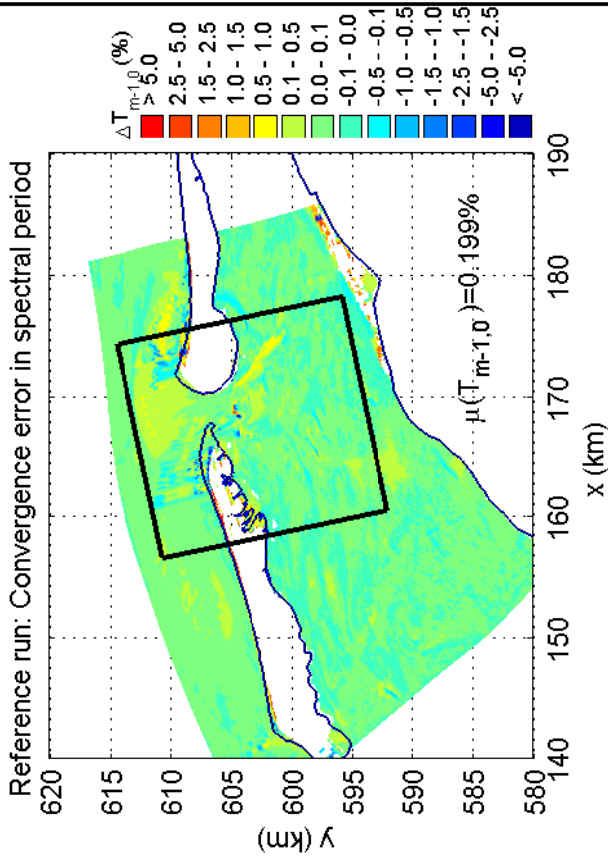 Reference run: Convergence error in spectral period
620
615
610
605
600
595
590
585
580
y (km)
140
150
160
170
180
190
x (km)
μ(T m-1,0)=0.199%
ΔT m-1,0 (%)
> 5.0
2.5 - 5.0
1.5 - 2.5
1.0 - 1.5
0.5 - 1.0
0.1 - 0.5
0.0 - 0.1
-0.1 - 0.0
-0.5 - -0.1
-1.0 - -0.5
-1.5 - -1.0
-2.5 - -1.5
-5.0 - -2.5
< -5.0